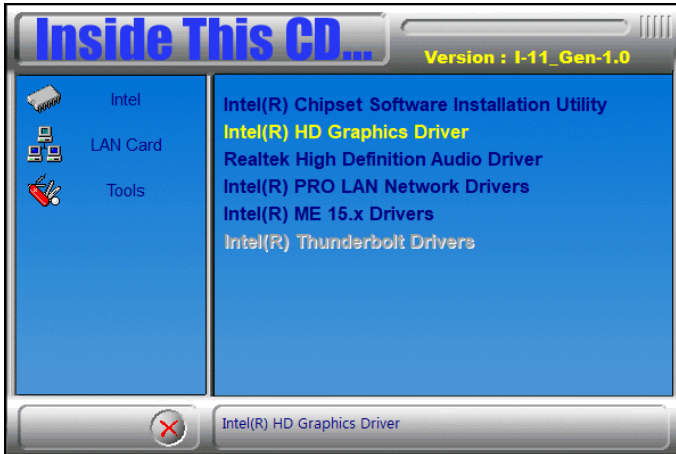 Inside This CD...
Version : I-11_Gen-1.0
Intel
LAN Card
Tools
Intel(R) Chipset Software Installation Utility
Intel(R) HD Graphics Driver
Realtek High Definition Audio Driver
Intel(R) PRO LAN Network Drivers
Intel(R) ME 15.x Drivers
Intel(R) Thunderbolt Drivers
Intel(R) HD Graphics Driver